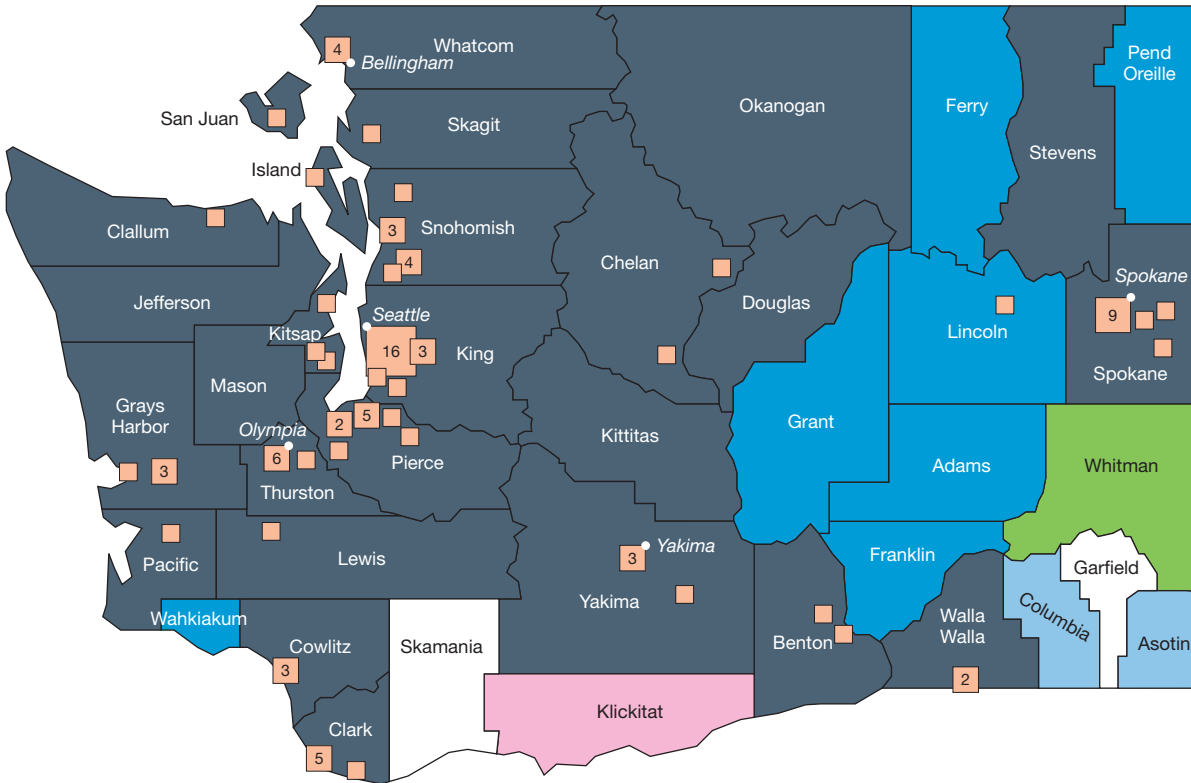 Whatcom
4
Bellingham
San Juan
Skagit
Okanogan
Ferry
Pend
Oreille
Stevens
Island
Clallum
Snohomish
3
4
Chelan
Jefferson
Douglas
Spokane
9
Spokane
Lincoln
Kitsap
Seattle
16
3
King
Mason
Grays
Harbor
Grant
Kittitas
2
5
Pierce
Olympia
6
Thurston
3
Adams
Whitman
Pacific
Lewis
Yakima
3
Yakima
Franklin
Garfield
Columbia
Asotin
Wahkiakum
Cowlitz
3
Skamania
Benton
Walla
Walla
2
Klickitat
Clark
5